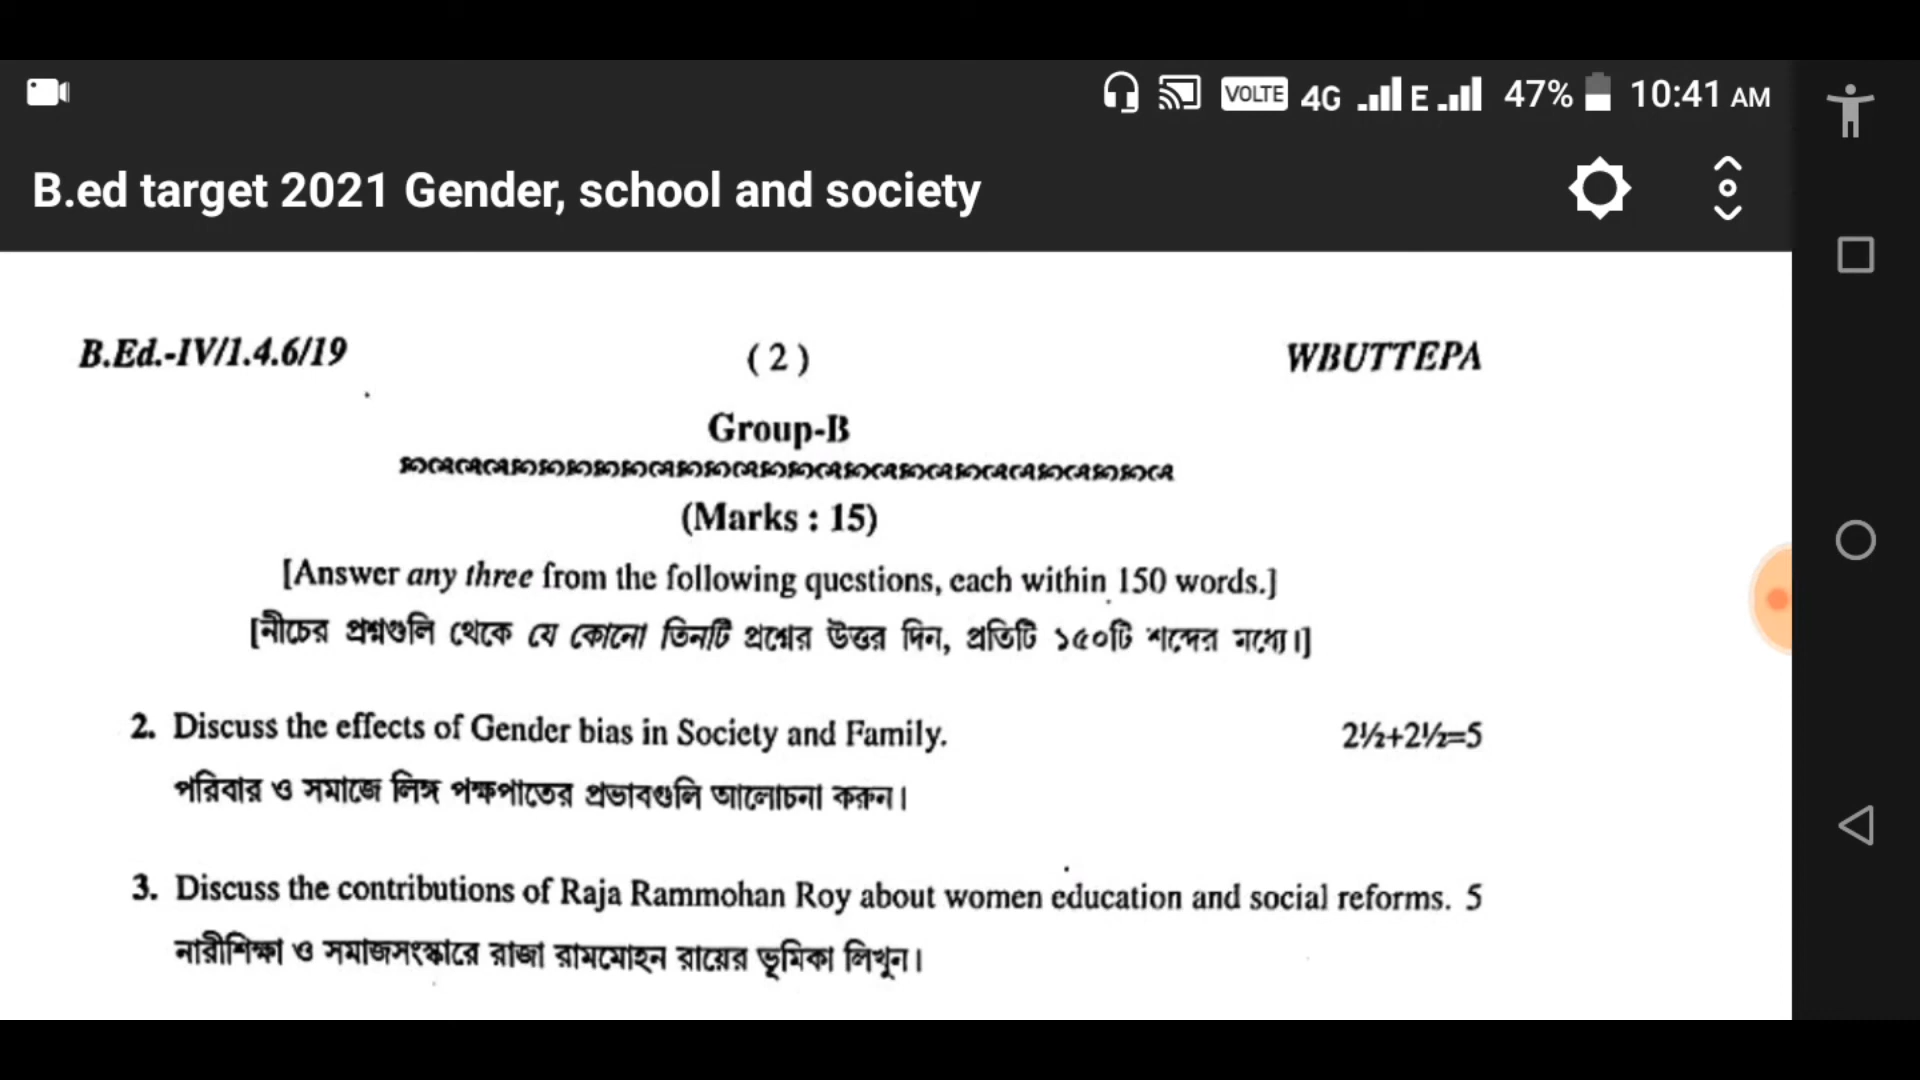 VOLTE 4G E 47% 10:41 AM
B.ed target 2021 Gender, school and society
B.Ed.-IV/1.4.6/19 (2) WBUTTEPA
Group-B
(Marks : 15)
[Answer any three from the following questions, each within 150 words.]
[নীচের প্রশ্নগুলি থেকে যে কোনো তিনটি প্রশ্নের উত্তর দিন, প্রতিটি ১৫০টি শব্দের মধ্যে।]
2. Discuss the effects of Gender bias in Society and Family. 2½+2½=5
পরিবার ও সমাজে লিঙ্গ পক্ষপাতের প্রভাবগুলি আলোচনা করুন।
3. Discuss the contributions of Raja Rammohan Roy about women education and social reforms. 5
নারীশিক্ষা ও সমাজসংস্কারে রাজা রামমোহন রায়ের ভূমিকা লিখুন।